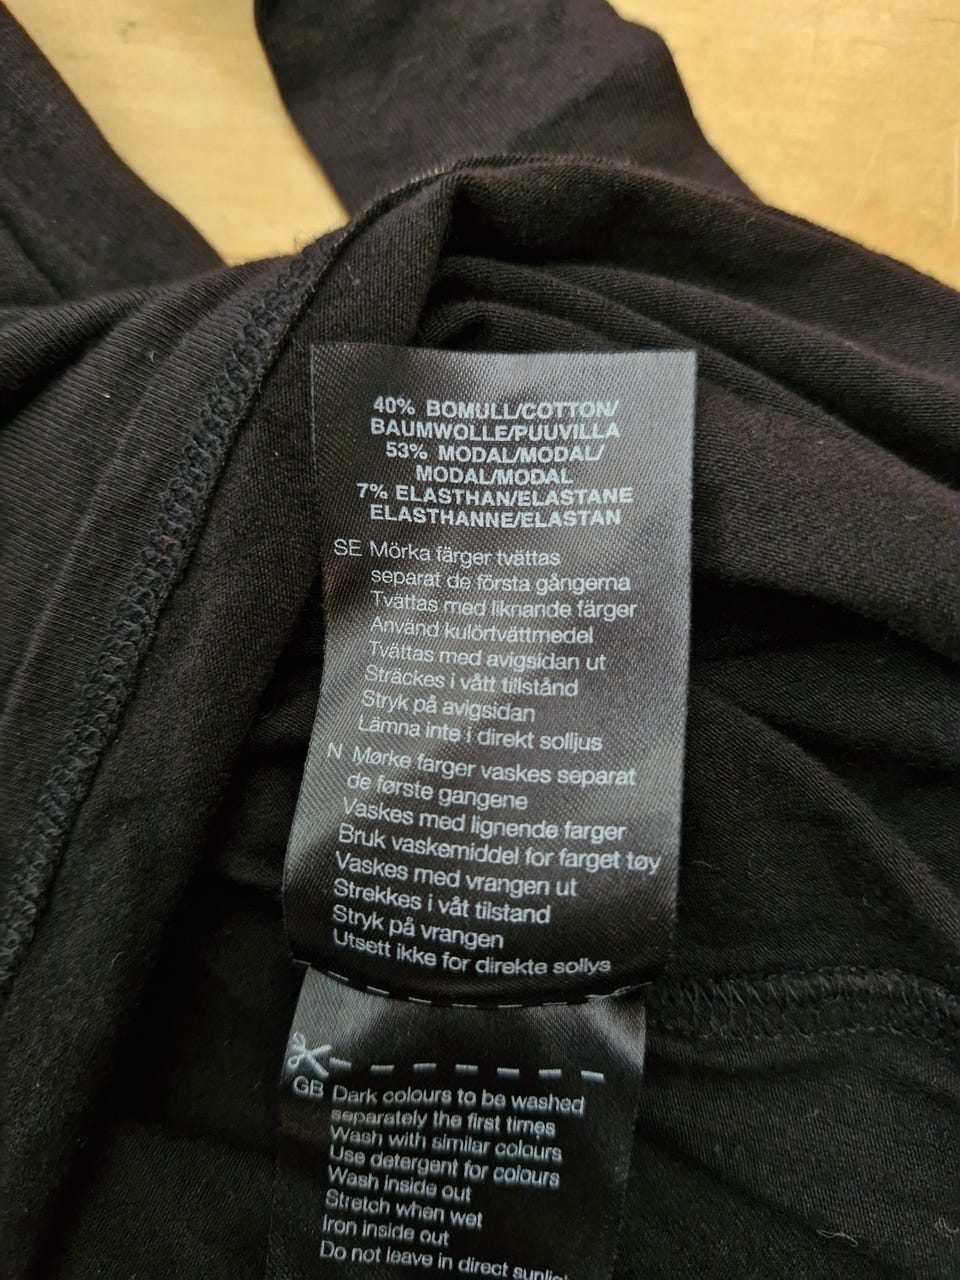 40% BOMULL/COTTON/
BAUMWOLLE/PUUVILLA
53% MODAL/MODAL/
MODAL/MODAL
7% ELASTHAN/ELASTANE
ELASTHANNE/ELASTAN
SE Mörka färger tvättas
separat de första gångerna
Tvättas med liknande färger
Använd kulörtvättmedel
Tvättas med avigsidan ut
Sträckes i vått tillstånd
Stryk på avigsidan
Lämna inte i direkt solljus
N Mørke farger vaskes separat
de første gangene
Vaskes med lignende farger
Bruk vaskemiddel for farget tøy
Vaskes med vrangen ut
Strekkes i våt tilstand
Stryk på vrangen
Utsett ikke for direkte sollys
GB Dark colours to be washed
separately the first times
Wash with similar colours
Use detergent for colours
Wash inside out
Stretch when wet
Iron inside out
Do not leave in direct